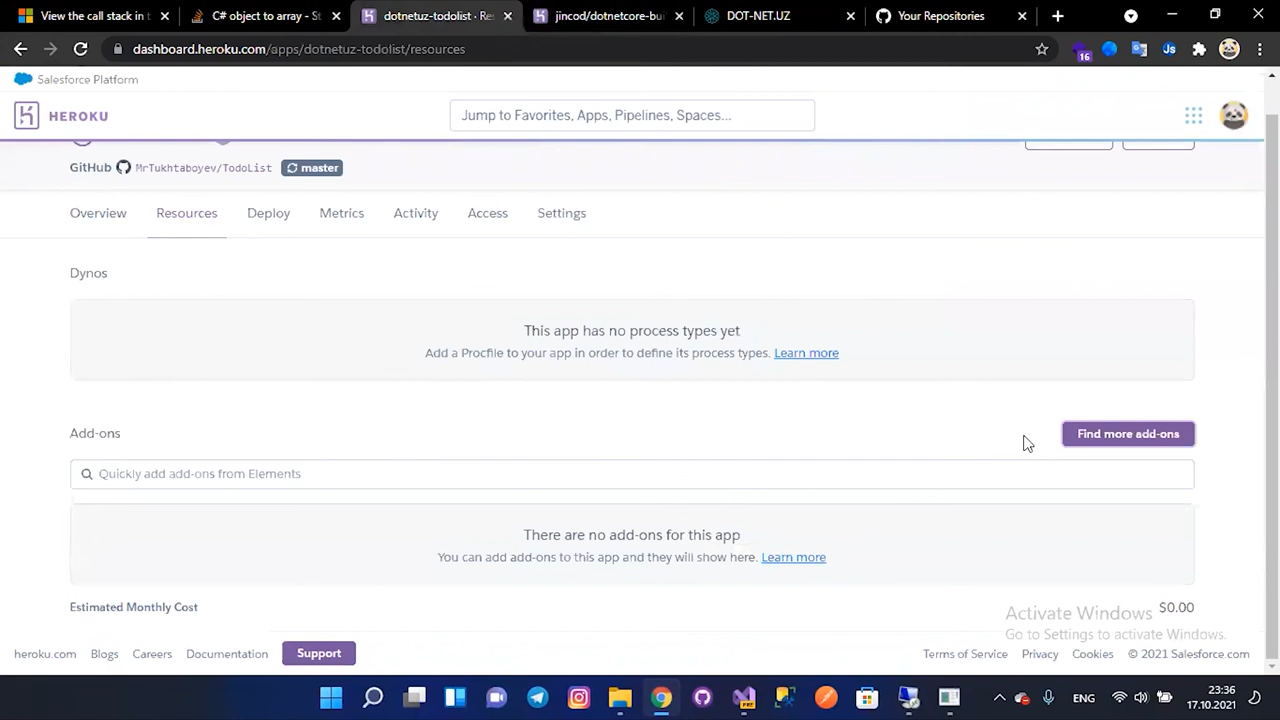 View the call stack in t
C# object to array - St
dotnetuz-todolist · Res
jincod/dotnetcore-bui
DOT-NET.UZ
Your Repositories
dashboard.heroku.com/apps/dotnetuz-todolist/resources
16
Js
Salesforce Platform
HEROKU
Jump to Favorites, Apps, Pipelines, Spaces...
GitHub MrTukhtaboyev/TodoList master
Overview Resources Deploy Metrics Activity Access Settings
Dynos
This app has no process types yet
Add a Procfile to your app in order to define its process types. Learn more
Add-ons
Find more add-ons
Quickly add add-ons from Elements
There are no add-ons for this app
You can add add-ons to this app and they will show here. Learn more
Estimated Monthly Cost $0.00
Activate Windows
Go to Settings to activate Windows.
heroku.com Blogs Careers Documentation Support Terms of Service Privacy Cookies © 2021 Salesforce.com
PRE
ENG
23:36
17.10.2021